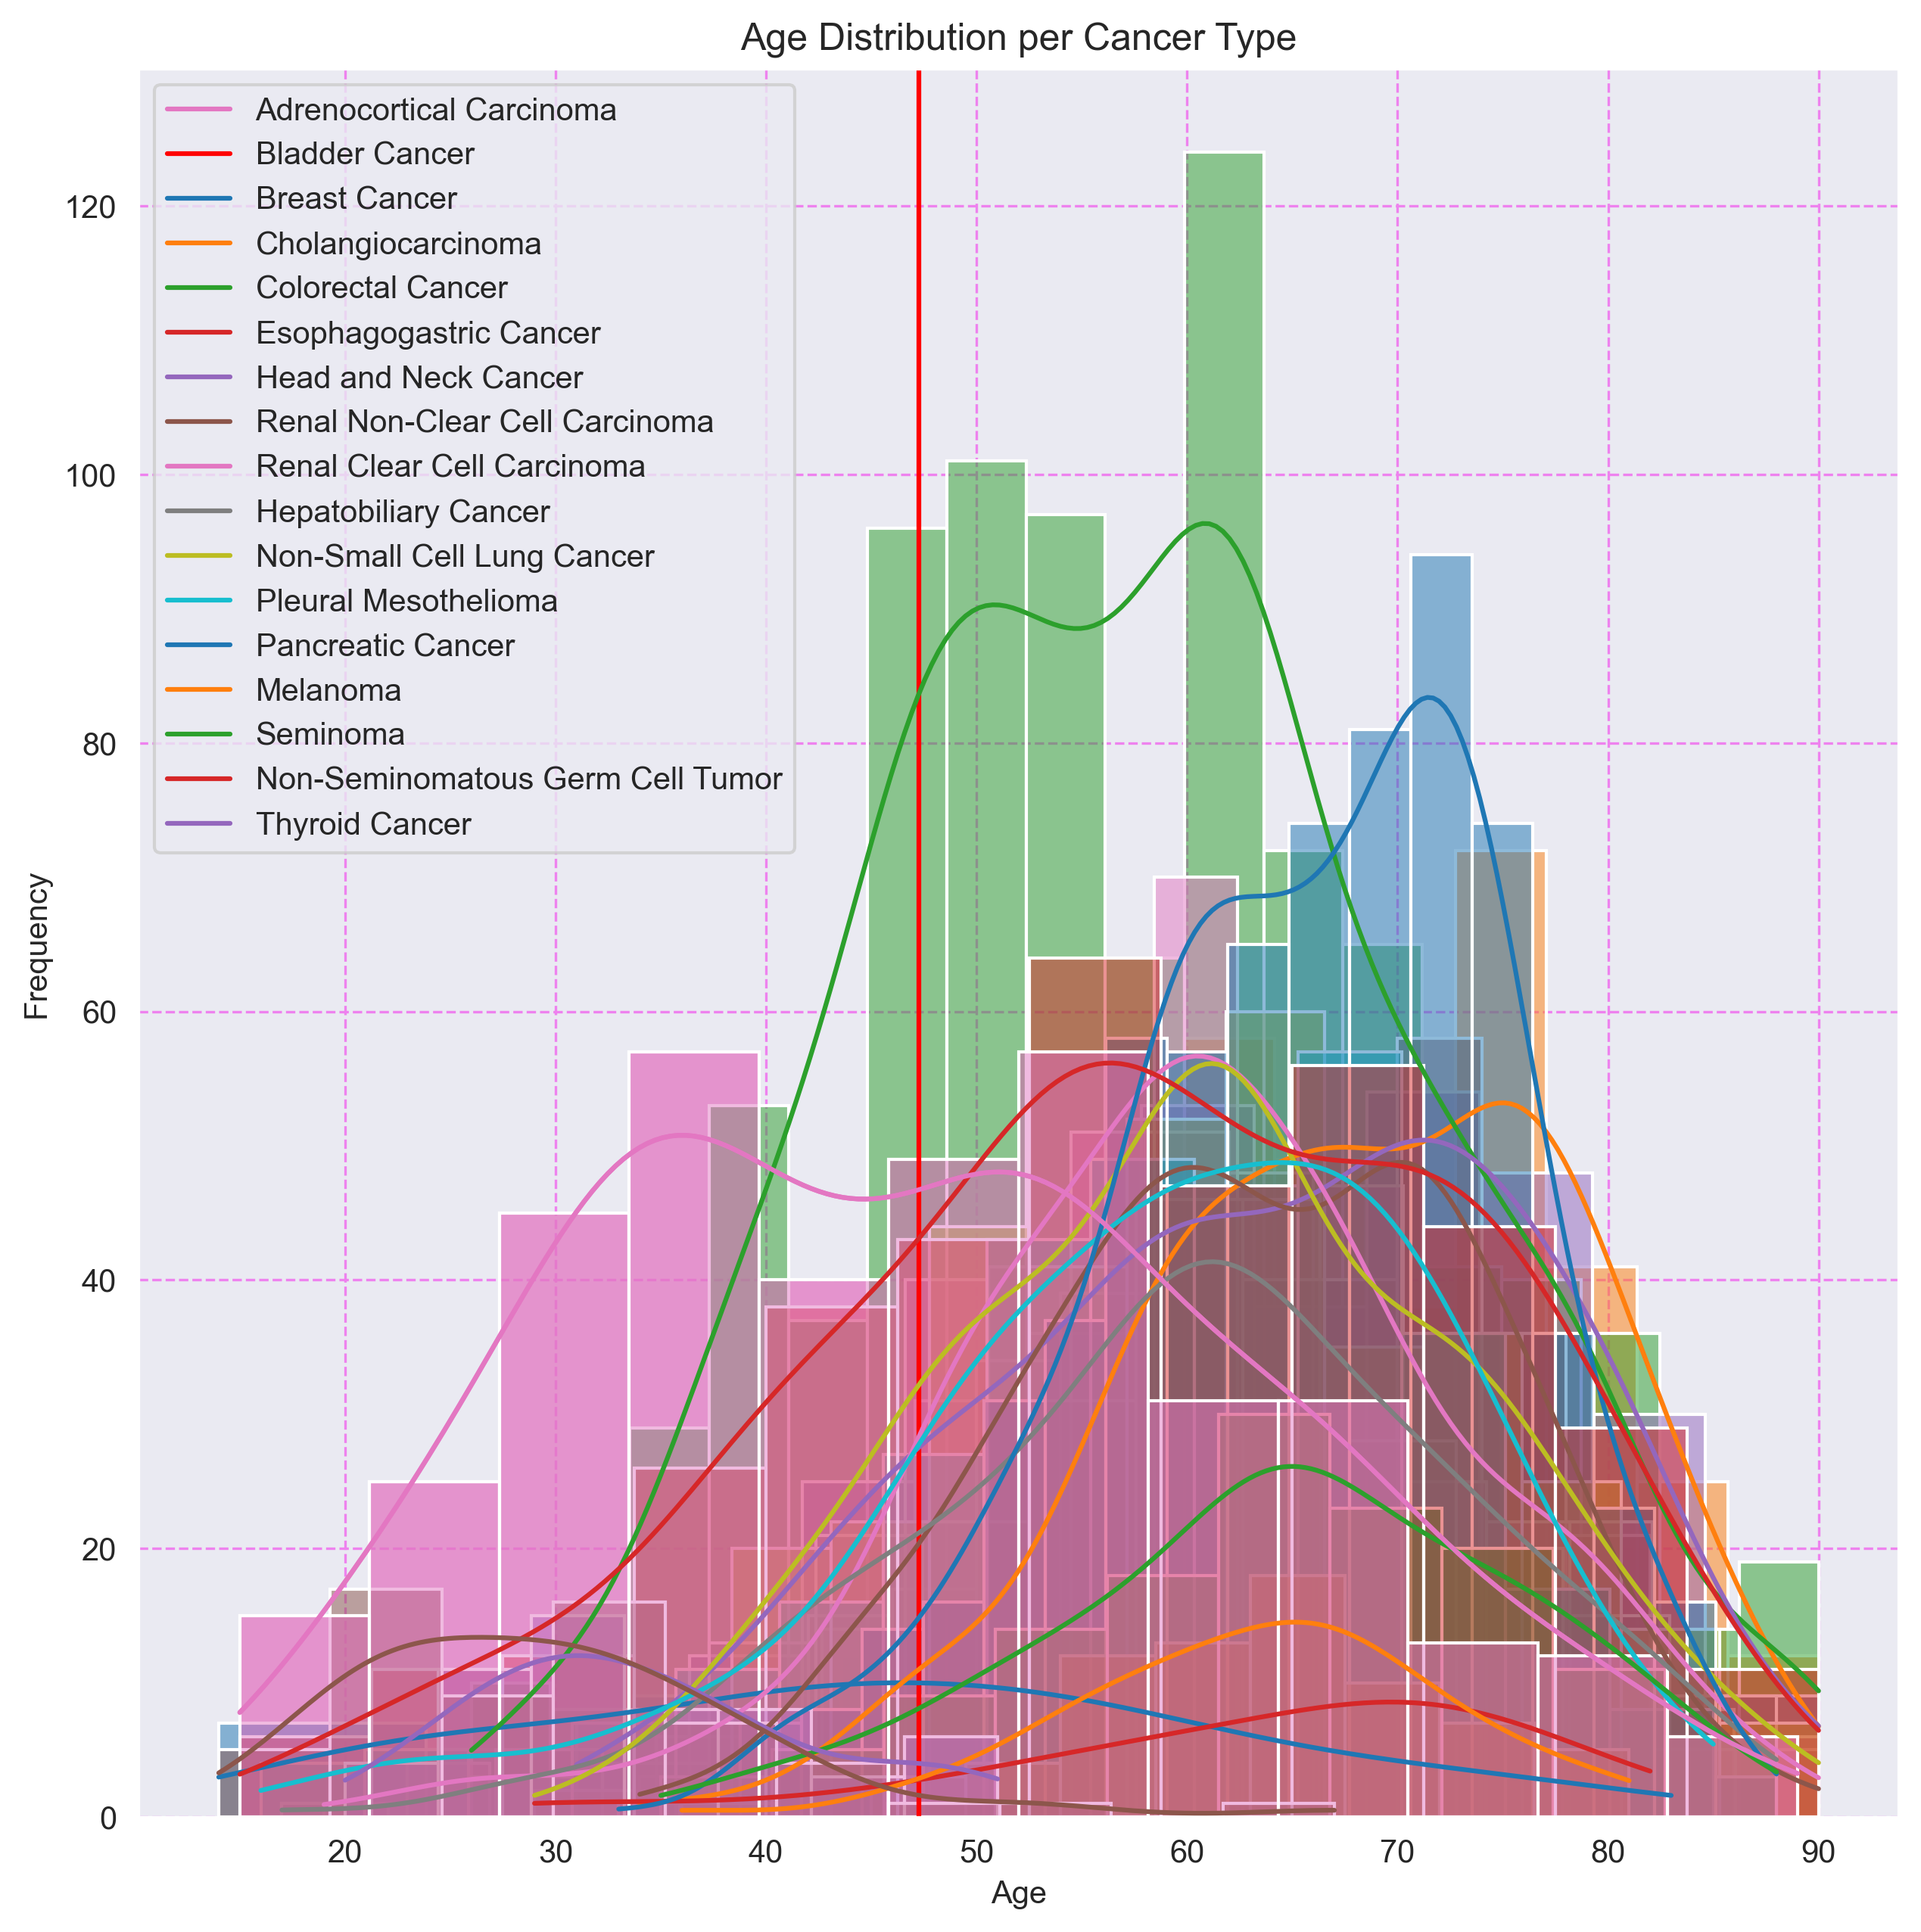 Age Distribution per Cancer Type
Adrenocortical Carcinoma
Bladder Cancer
Breast Cancer
Cholangiocarcinoma
Colorectal Cancer
Esophagogastric Cancer
Head and Neck Cancer
Renal Non-Clear Cell Carcinoma
Renal Clear Cell Carcinoma
Hepatobiliary Cancer
Non-Small Cell Lung Cancer
Pleural Mesothelioma
Pancreatic Cancer
Melanoma
Seminoma
Non-Seminomatous Germ Cell Tumor
Thyroid Cancer
Frequency
120
100
80
60
40
20
0
20 30 40 50 60 70 80 90
Age